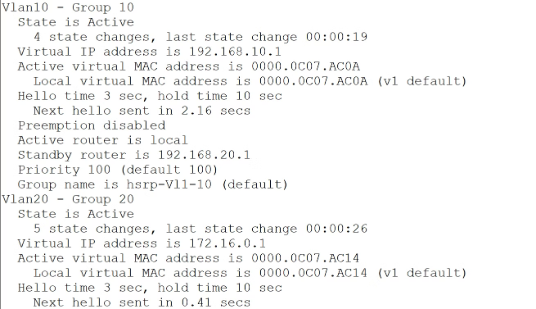 Vlan10 - Group 10
State is Active
4 state changes, last state change 00:00:19
Virtual IP address is 192.168.10.1
Active virtual MAC address is 0000.0C07.AC0A
Local virtual MAC address is 0000.0C07.AC0A (v1 default)
Hello time 3 sec, hold time 10 sec
Next hello sent in 2.16 secs
Preemption disabled
Active router is local
Standby router is 192.168.20.1
Priority 100 (default 100)
Group name is hsrp-Vl1-10 (default)
Vlan20 - Group 20
State is Active
5 state changes, last state change 00:00:26
Virtual IP address is 172.16.0.1
Active virtual MAC address is 0000.0C07.AC14
Local virtual MAC address is 0000.0C07.AC14 (v1 default)
Hello time 3 sec, hold time 10 sec
Next hello sent in 0.41 secs